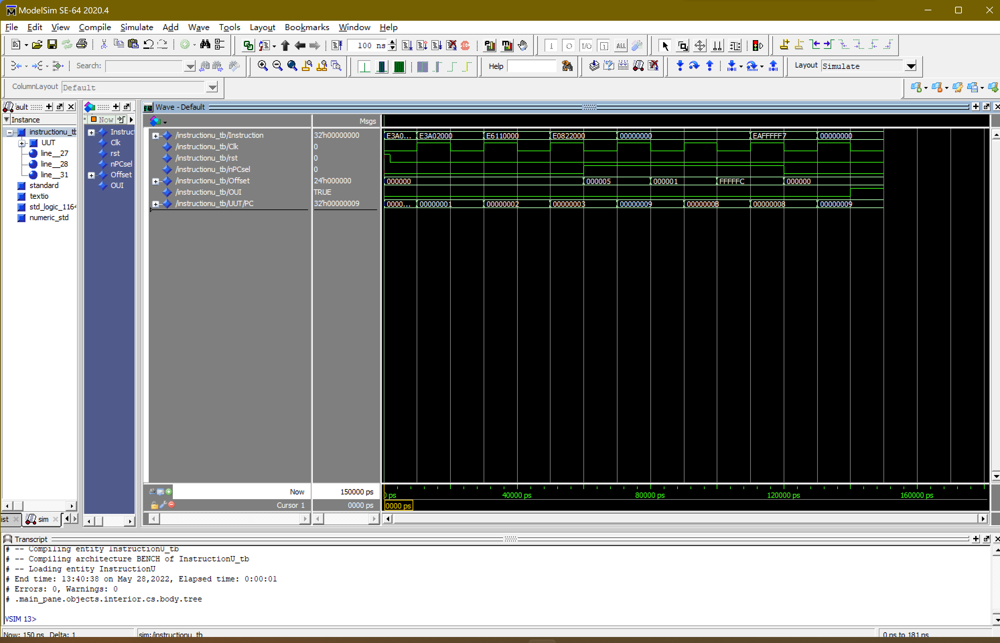 ModelSim SE-64 2020.4
File Edit View Compile Simulate Add Wave Tools Layout Bookmarks Window Help
100 ns
I O I/O ALL
Search:
Help
Layout Simulate
ColumnLayout Default
ault
Wave - Default
Instance
Now
Msgs
instructionu_tb
UUT
line__27
line__28
line__31
standard
textio
std_logic_1164
numeric_std
Instruc
Clk
rst
nPCsel
Offset
OUI
/instructionu_tb/Instruction 32'h00000000 E3A0... E3A02000 E6110000 E0822000 00000000 EAFFFFF7 00000000
/instructionu_tb/Clk 0
/instructionu_tb/rst 0
/instructionu_tb/nPCsel 0
/instructionu_tb/Offset 24'h000000 000000 000005 000001 FFFFFC 000000
/instructionu_tb/OUI TRUE
/instructionu_tb/UUT/PC 32'h00000009 0000... 00000001 00000002 00000003 00000009 0000000B 00000008 00000009
Now 150000 ps 0 ps 40000 ps 80000 ps 120000 ps 160000 ps
Cursor 1 0000 ps 0000 ps
ist sim
Transcript
# -- Compiling entity InstructionU_tb
# -- Compiling architecture BENCH of InstructionU_tb
# -- Loading entity InstructionU
# End time: 13:40:38 on May 28,2022, Elapsed time: 0:00:01
# Errors: 0, Warnings: 0
# .main_pane.objects.interior.cs.body.tree
VSIM 13>
Now: 150 ns Delta: 1 sim:/instructionu_tb 0 ns to 181 ns